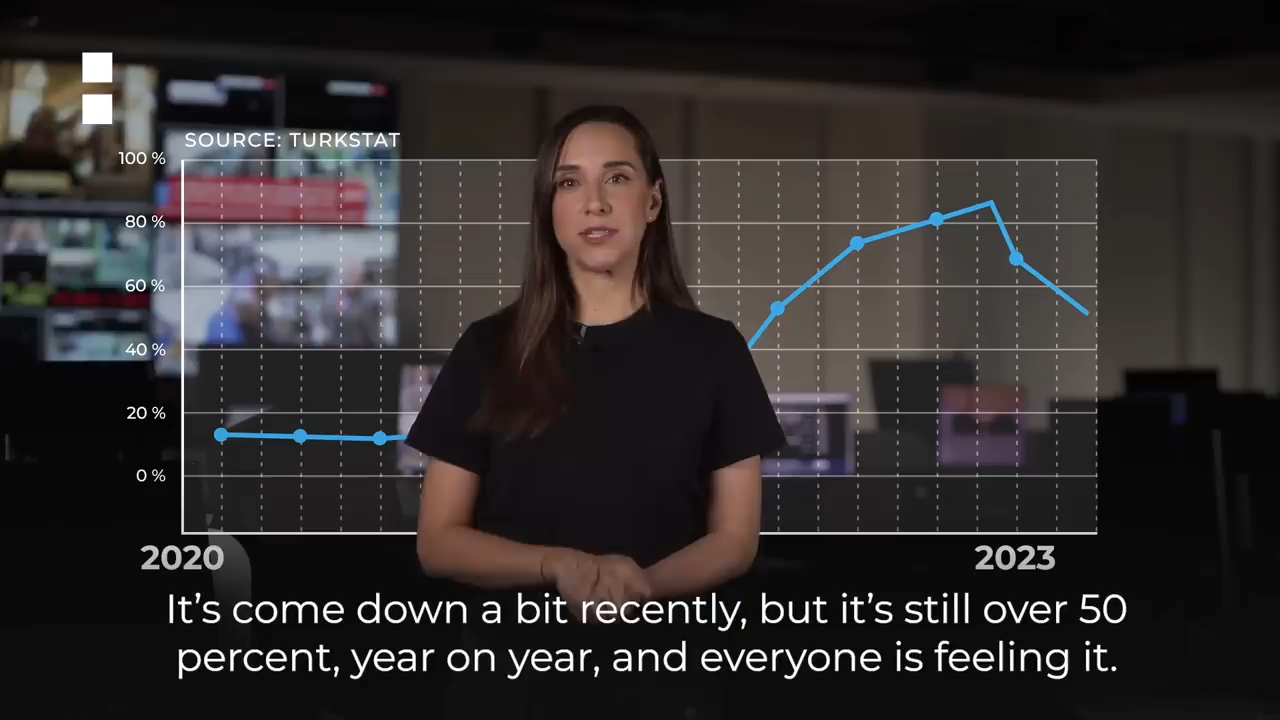 SOURCE: TURKSTAT
100 %
80 %
60 %
40 %
20 %
0 %
2020
2023
It’s come down a bit recently, but it’s still over 50
percent, year on year, and everyone is feeling it.